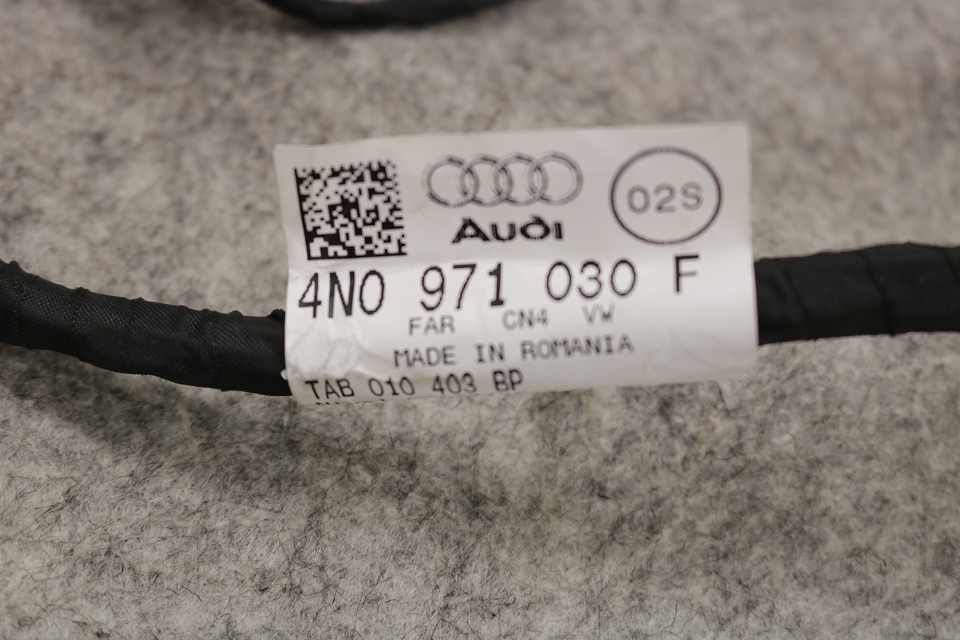 Audi
02S
4N0 971 030 F
FAR CN4 VW
MADE IN ROMANIA
TAB 010 403 BP